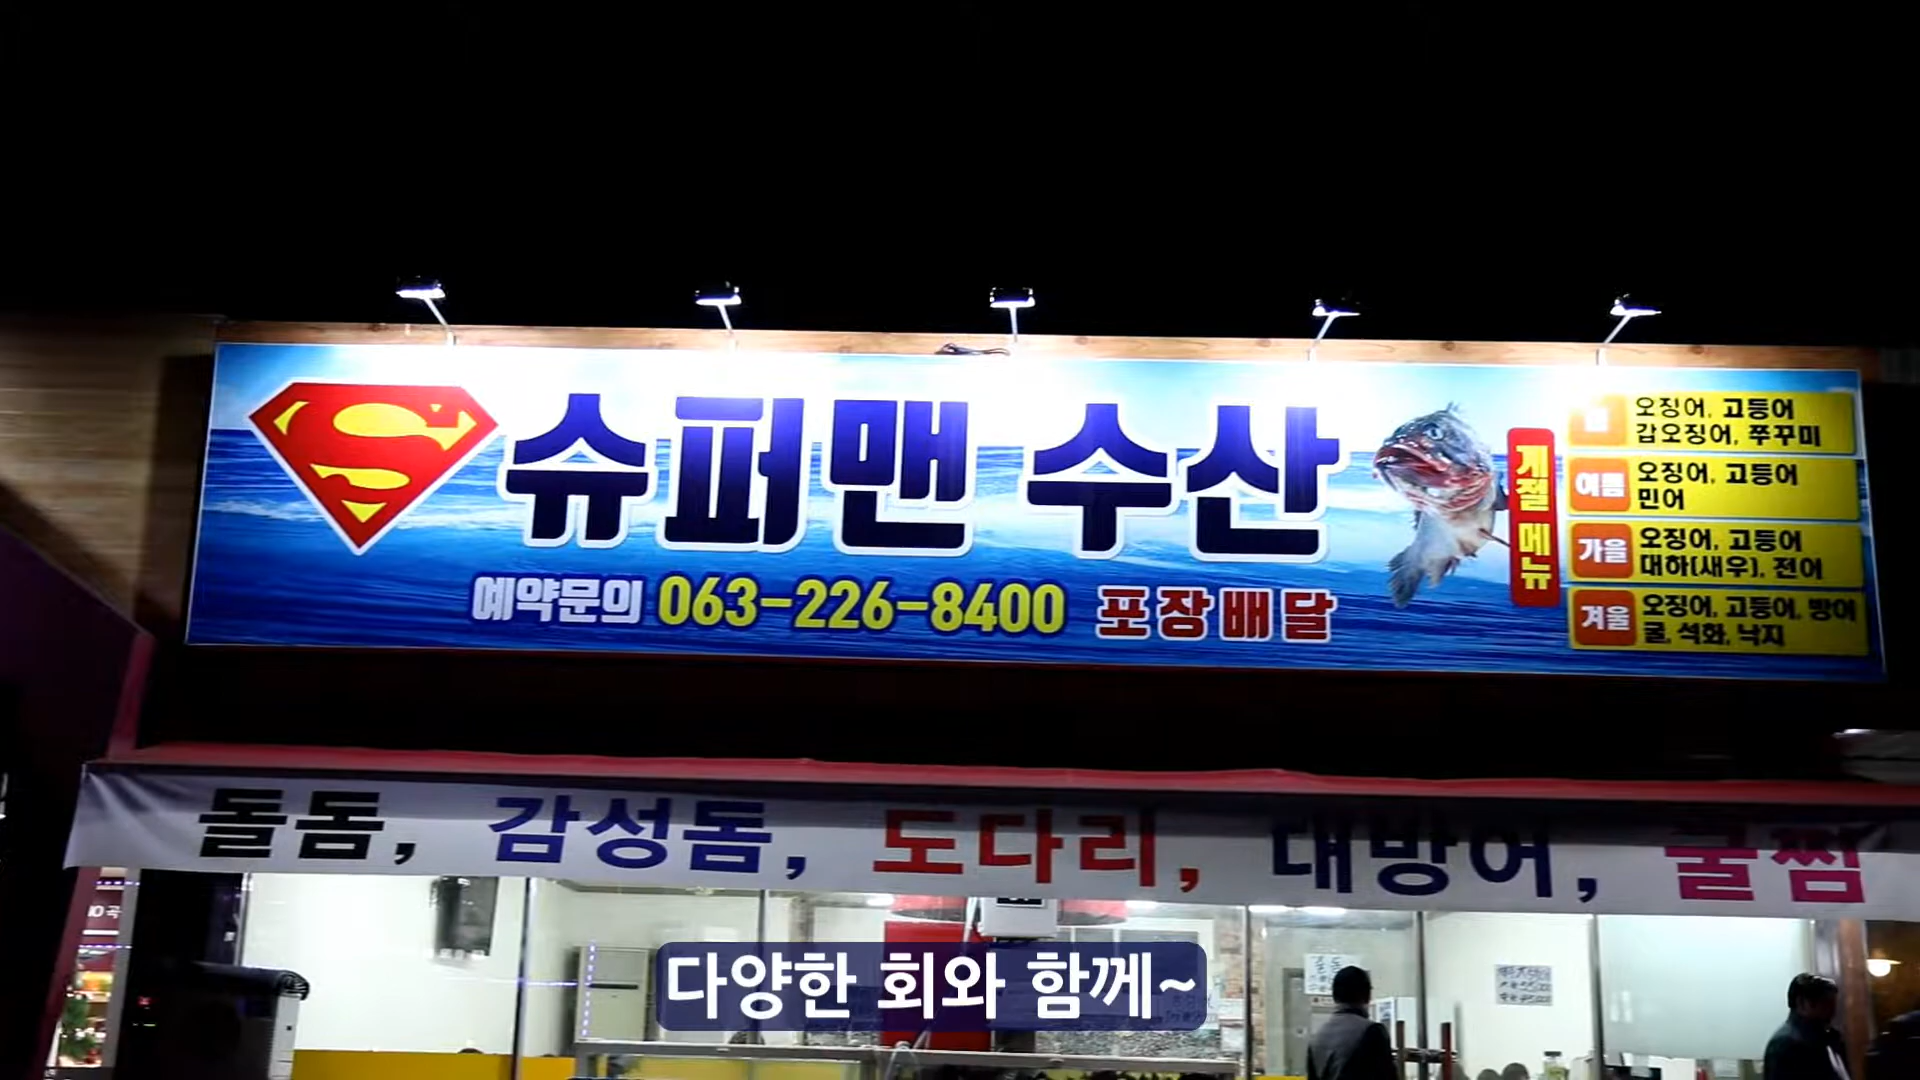 슈퍼맨 수산
예약문의 063-226-8400 포장배달
계절 메뉴
오징어, 고등어
갑오징어, 쭈꾸미
여름
오징어, 고등어
민어
가을
오징어, 고등어
대하(새우), 전어
겨울
오징어, 고등어, 방어
굴, 석화, 낙지
돌돔, 감성돔, 도다리, 대방어, 굴찜
다양한 회와 함께~